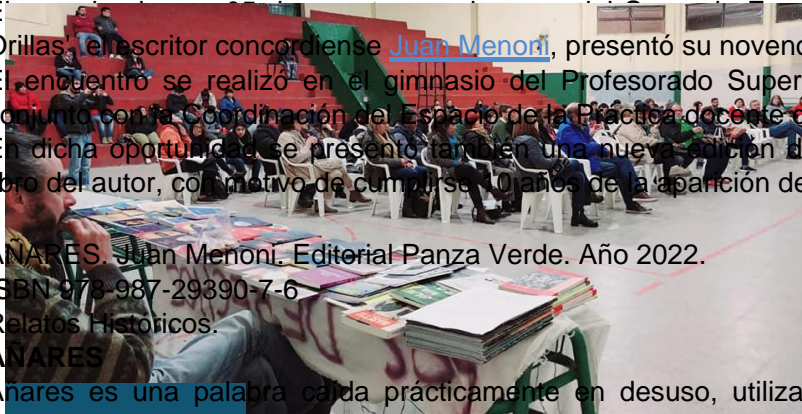 Orillas", el escritor concordiense Juan Menoni, presentó su noveno
El encuentro se realizó en el gimnasio del Profesorado Super
conjunto con la Coordinación del Espacio de la Práctica docente
En dicha oportunidad se presentó también una nueva edición d
libro del autor, con motivo de cumplirse 10 años de la aparición de
AÑARES. Juan Menoni. Editorial Panza Verde. Año 2022.
ISBN 978-987-29390-7-6
Relatos Históricos.
AÑARES
Añares es una palabra caída prácticamente en desuso, utiliza